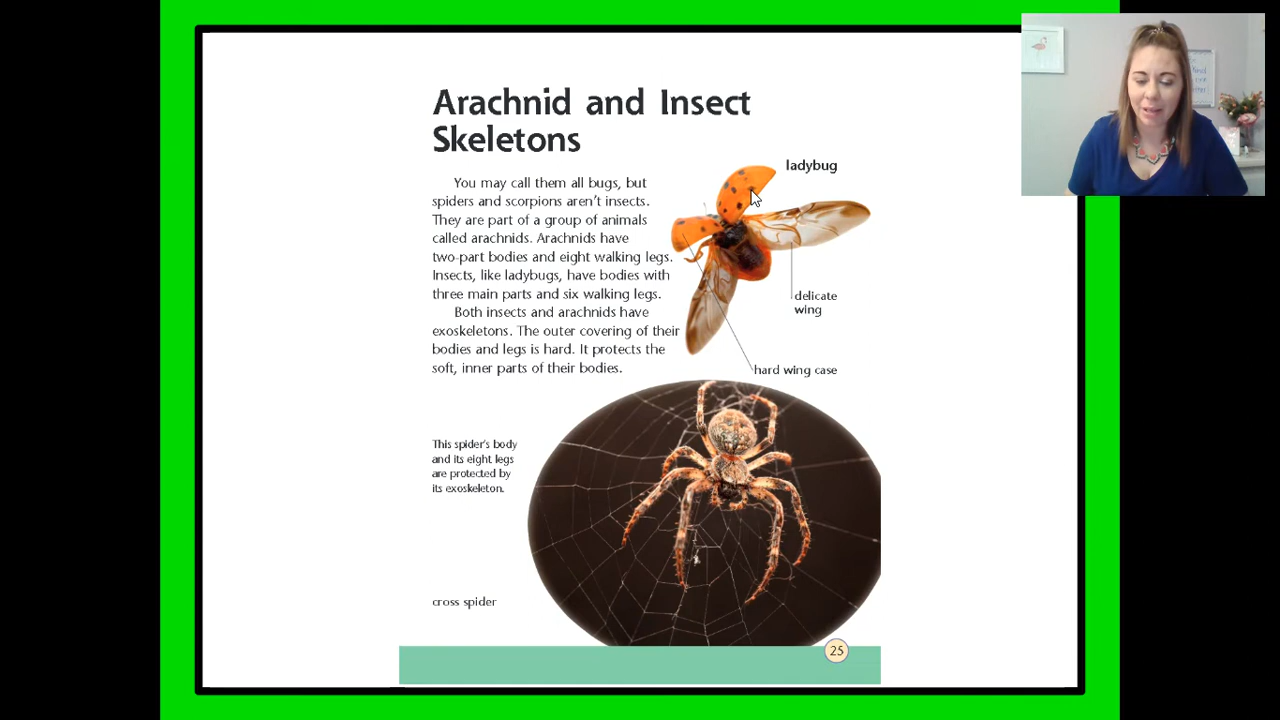 Arachnid and Insect
Skeletons
ladybug
You may call them all bugs, but
spiders and scorpions aren't insects.
They are part of a group of animals
called arachnids. Arachnids have
two-part bodies and eight walking legs.
Insects, like ladybugs, have bodies with
three main parts and six walking legs.
Both insects and arachnids have
exoskeletons. The outer covering of their
bodies and legs is hard. It protects the
soft, inner parts of their bodies.
delicate
wing
hard wing case
This spider's body
and its eight legs
are protected by
its exoskeleton.
cross spider
25